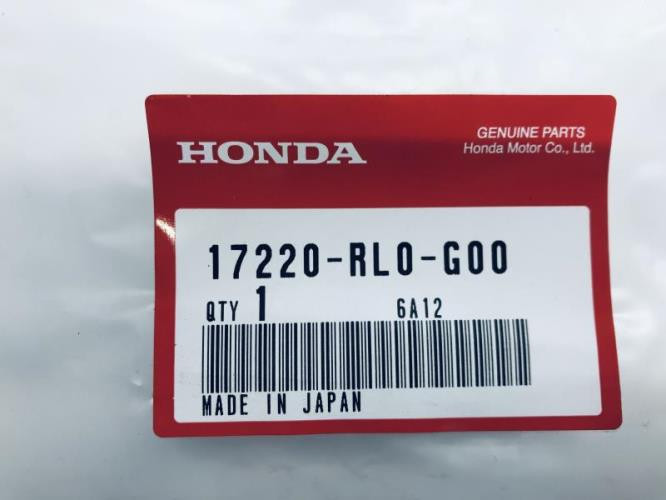 GENUINE PARTS
HONDA
Honda Motor Co., Ltd.
17220-RL0-G00
QTY 1 6A12
MADE IN JAPAN